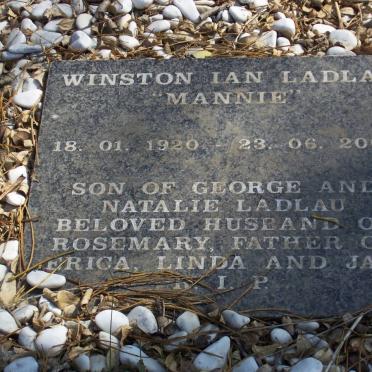 WINSTON IAN LADLA
"MANNIE"
18. 01. 1920 - 23. 06. 20
SON OF GEORGE AND
NATALIE LADLAU
BELOVED HUSBAND O
ROSEMARY, FATHER O
RICA, LINDA AND JA
R I P